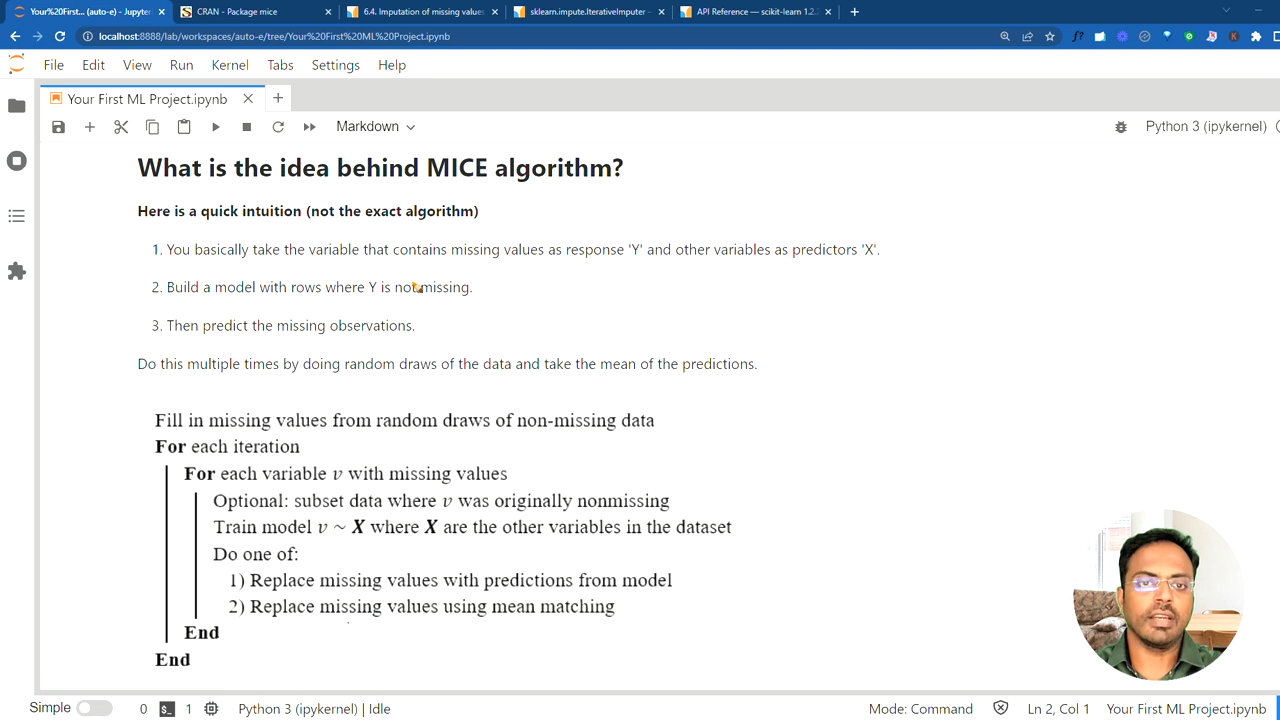 Your%20First... (auto-e) - Jupyter
CRAN - Package mice
6.4. Imputation of missing values
sklearn.impute.IterativeImputer —
API Reference — scikit-learn 1.2.
localhost:8888/lab/workspaces/auto-e/tree/Your%20First%20ML%20Project.ipynb
File Edit View Run Kernel Tabs Settings Help
Your First ML Project.ipynb
Markdown
Python 3 (ipykernel)
What is the idea behind MICE algorithm?
Here is a quick intuition (not the exact algorithm)
1. You basically take the variable that contains missing values as response 'Y' and other variables as predictors 'X'.
2. Build a model with rows where Y is not missing.
3. Then predict the missing observations.
Do this multiple times by doing random draws of the data and take the mean of the predictions.
Fill in missing values from random draws of non-missing data
For each iteration
For each variable v with missing values
Optional: subset data where v was originally nonmissing
Train model v ~ X where X are the other variables in the dataset
Do one of:
1) Replace missing values with predictions from model
2) Replace missing values using mean matching
End
End
Simple 0 1 Python 3 (ipykernel) | Idle Mode: Command Ln 2, Col 1 Your First ML Project.ipynb